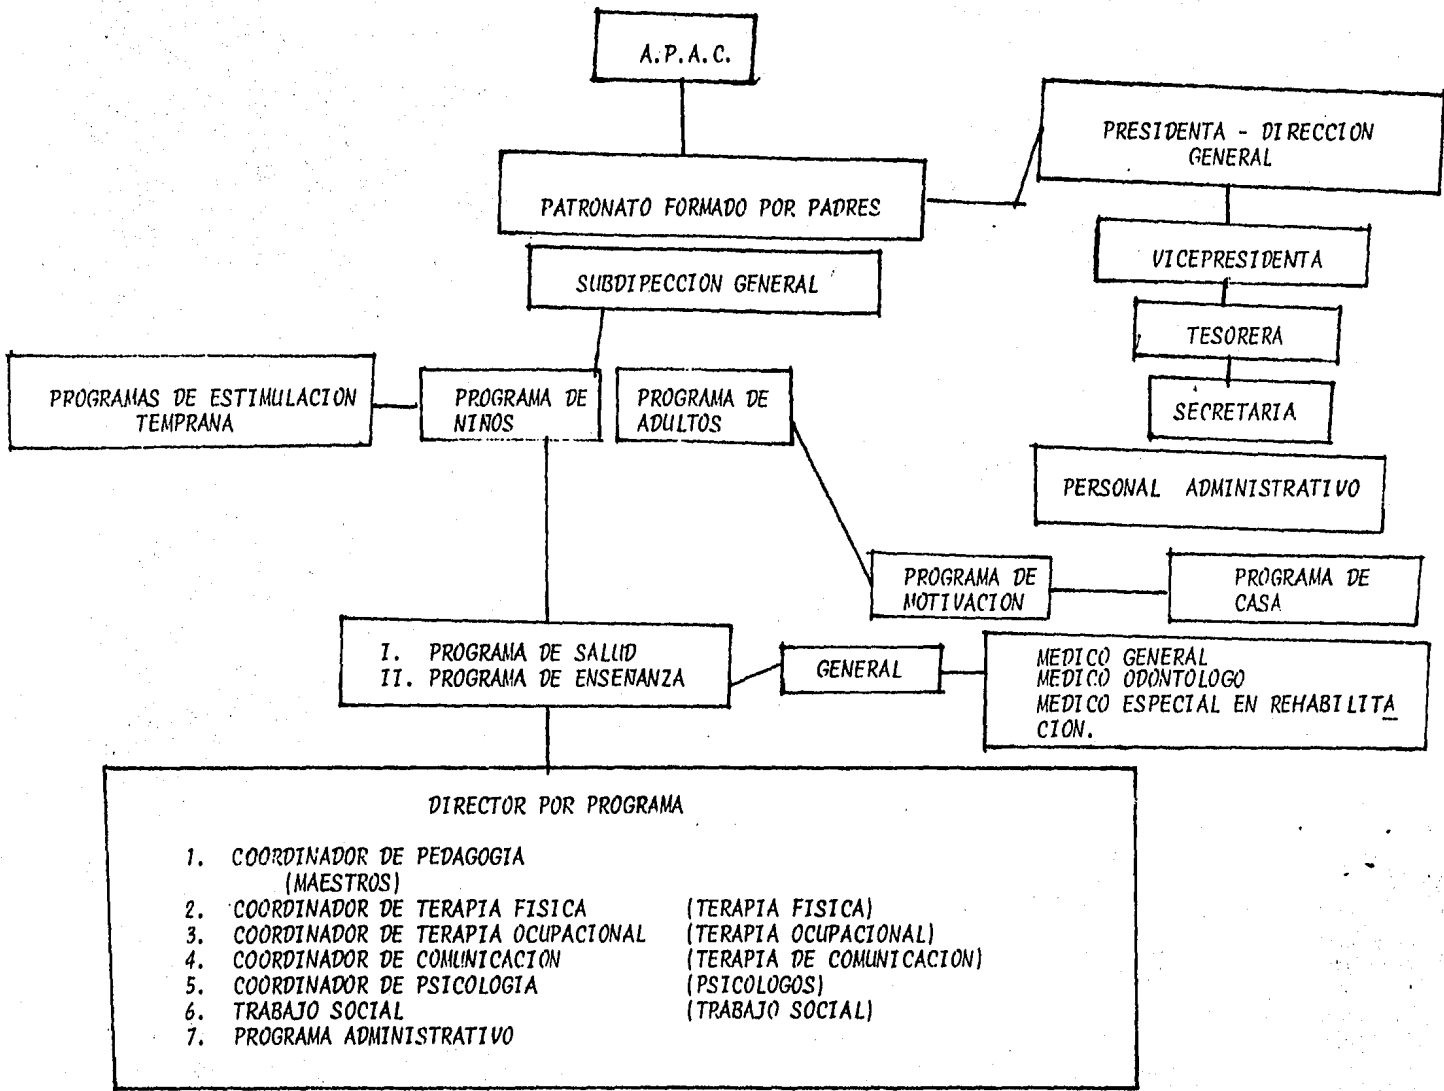 A.P.A.C.
PRESIDENTA - DIRECCION
GENERAL
PATRONATO FORMADO POR PADRES
VICEPRESIDENTA
SUBDIPECCION GENERAL
TESORERA
PPOGRAMAS DE ESTIMULACION
TEMPRANA
PROGRAMA DE
NIÑOS
PROGRAMA DE
ADULTOS
SECRETARIA
PERSONAL ADMINISTRATIVO
PROGRAMA DE
MOTIVACION
PROGRAMA DE
CASA
I. PROGRAMA DE SALUD
II. PROGRAMA DE ENSEÑANZA
GENERAL
MEDICO GENERAL
MEDICO ODONTOLOGO
MEDICO ESPECIAL EN REHABILITA
CION.
DIRECTOR POR PROGRAMA
1. COORDINADOR DE PEDAGOGIA
(MAESTROS)
2. COORDINADOR DE TERAPIA FISICA (TERAPIA FISICA)
3. COORDINADOR DE TERAPIA OCUPACIONAL (TERAPIA OCUPACIONAL)
4. COORDINADOR DE COMUNICACION (TERAPIA DE COMUNICACION)
5. COORDINADOR DE PSICOLOGIA (PSICOLOGOS)
6. TRABAJO SOCIAL (TRABAJO SOCIAL)
7. PROGRAMA ADMINISTRATIVO